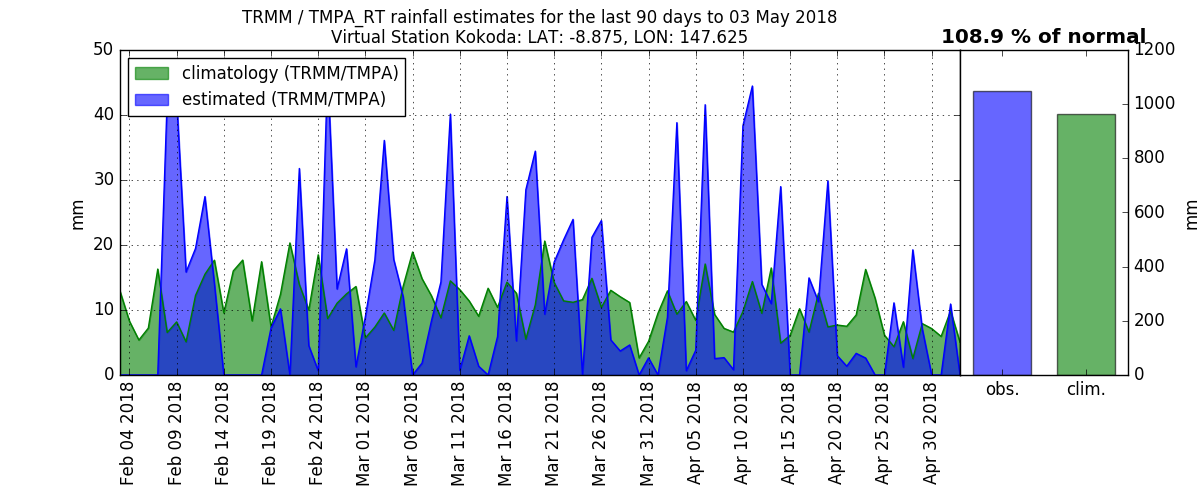 TRMM / TMPA_RT rainfall estimates for the last 90 days to 03 May 2018
Virtual Station Kokoda: LAT: -8.875, LON: 147.625
108.9 % of normal
climatology (TRMM/TMPA)
estimated (TRMM/TMPA)
50
40
30
20
10
0
mm
1200
1000
800
600
400
200
0
mm
Feb 04 2018
Feb 09 2018
Feb 14 2018
Feb 19 2018
Feb 24 2018
Mar 01 2018
Mar 06 2018
Mar 11 2018
Mar 16 2018
Mar 21 2018
Mar 26 2018
Mar 31 2018
Apr 05 2018
Apr 10 2018
Apr 15 2018
Apr 20 2018
Apr 25 2018
Apr 30 2018
obs.
clim.